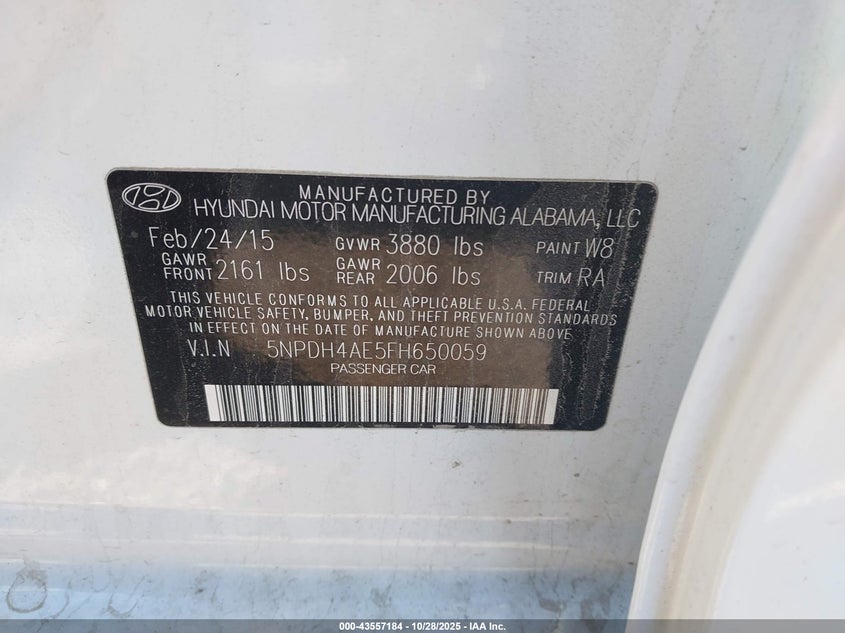 MANUFACTURED BY
HYUNDAI MOTOR MANUFACTURING ALABAMA, LLC
Feb/24/15 GVWR 3880 lbs PAINT W8
GAWR FRONT 2161 lbs GAWR REAR 2006 lbs TRIM RA
THIS VEHICLE CONFORMS TO ALL APPLICABLE U.S.A. FEDERAL
MOTOR VEHICLE SAFETY, BUMPER, AND THEFT PREVENTION STANDARDS
IN EFFECT ON THE DATE OF MANUFACTURE SHOWN ABOVE
V.I.N 5NPDH4AE5FH650059
PASSENGER CAR
000-43557184 | 10/28/2025 | IAA Inc.